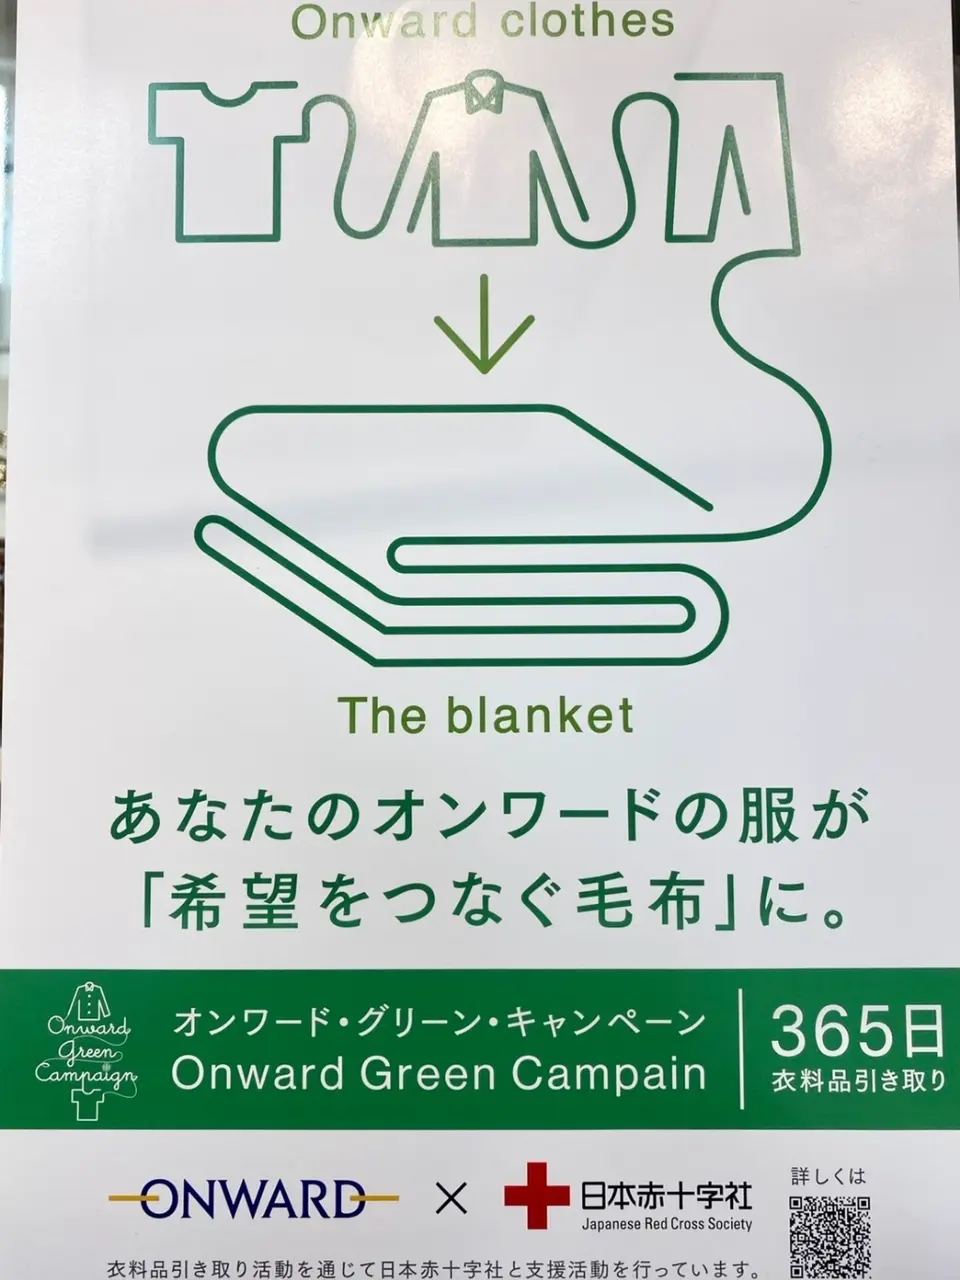 Onward clothes
The blanket
あなたのオンワードの服が
「希望をつなぐ毛布」に。
Onward
Green
Campaign
オンワード・グリーン・キャンペーン
Onward Green Campain
365日
衣料品引き取り
ONWARD × 日本赤十字社
Japanese Red Cross Society
詳しくは
衣料品引き取り活動を通じて日本赤十字社と支援活動を行っています。